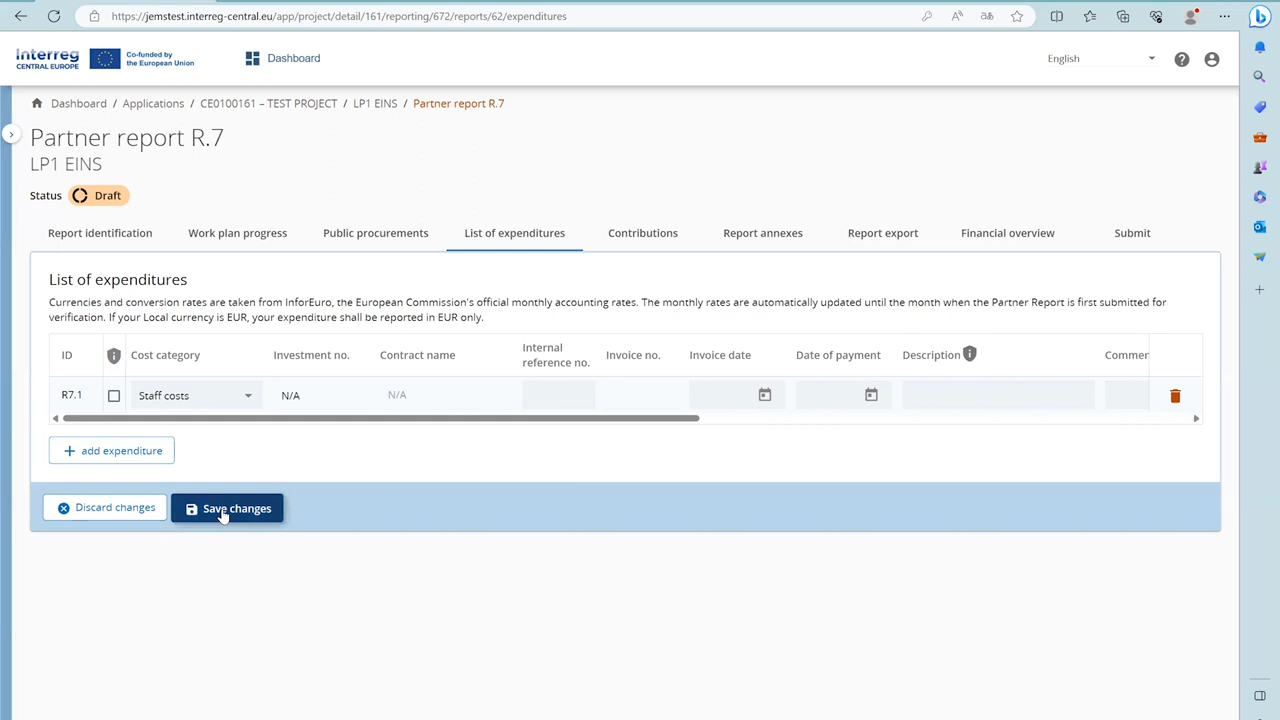 https://jemstest.interreg-central.eu/app/project/detail/161/reporting/672/reports/62/expenditures
Interreg
CENTRAL EUROPE
Co-funded by
the European Union
Dashboard
English
Dashboard / Applications / CE0100161 – TEST PROJECT / LP1 EINS / Partner report R.7
Partner report R.7
LP1 EINS
Status Draft
Report identification Work plan progress Public procurements List of expenditures Contributions Report annexes Report export Financial overview Submit
List of expenditures
Currencies and conversion rates are taken from InforEuro, the European Commission's official monthly accounting rates. The monthly rates are automatically updated until the month when the Partner Report is first submitted for
verification. If your Local currency is EUR, your expenditure shall be reported in EUR only.
ID Cost category Investment no. Contract name Internal reference no. Invoice no. Invoice date Date of payment Description Commer
R7.1 Staff costs N/A N/A
+ add expenditure
Discard changes Save changes